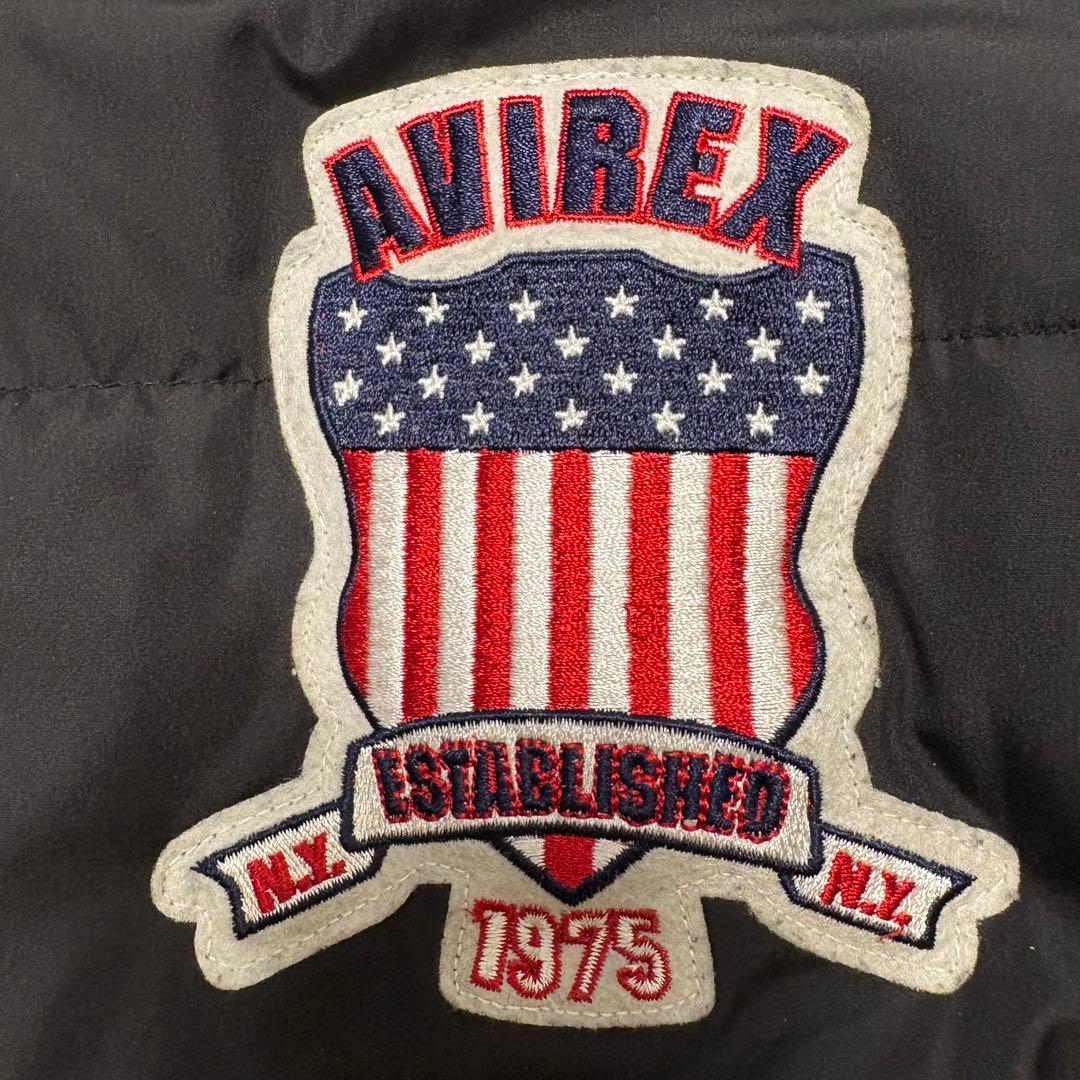 AVIREX
ESTABLISHED
N.Y. N.Y.
1975